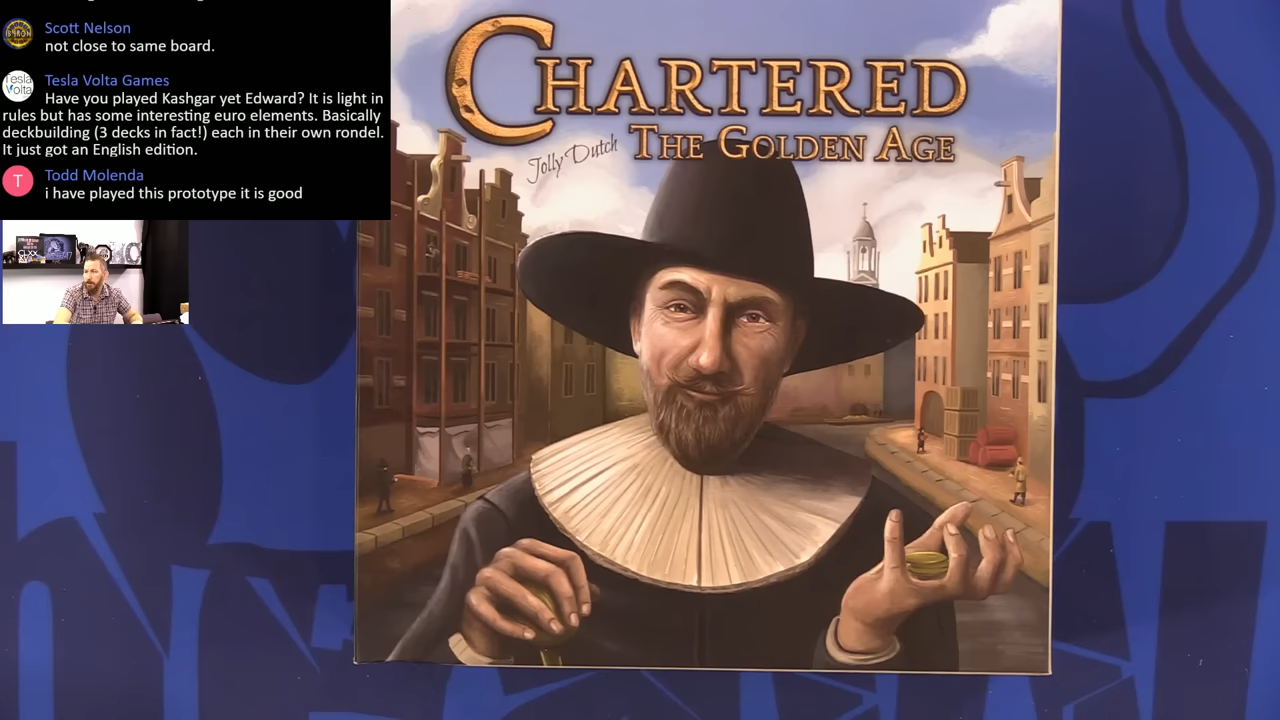 Scott Nelson
not close to same board.
Tesla Volta Games
Have you played Kashgar yet Edward? It is light in
rules but has some interesting euro elements. Basically
deckbuilding (3 decks in fact!) each in their own rondel.
It just got an English edition.
Todd Molenda
i have played this prototype it is good
T
Tesla
Volta
CHARTERED
Jolly Dutch
THE GOLDEN AGE